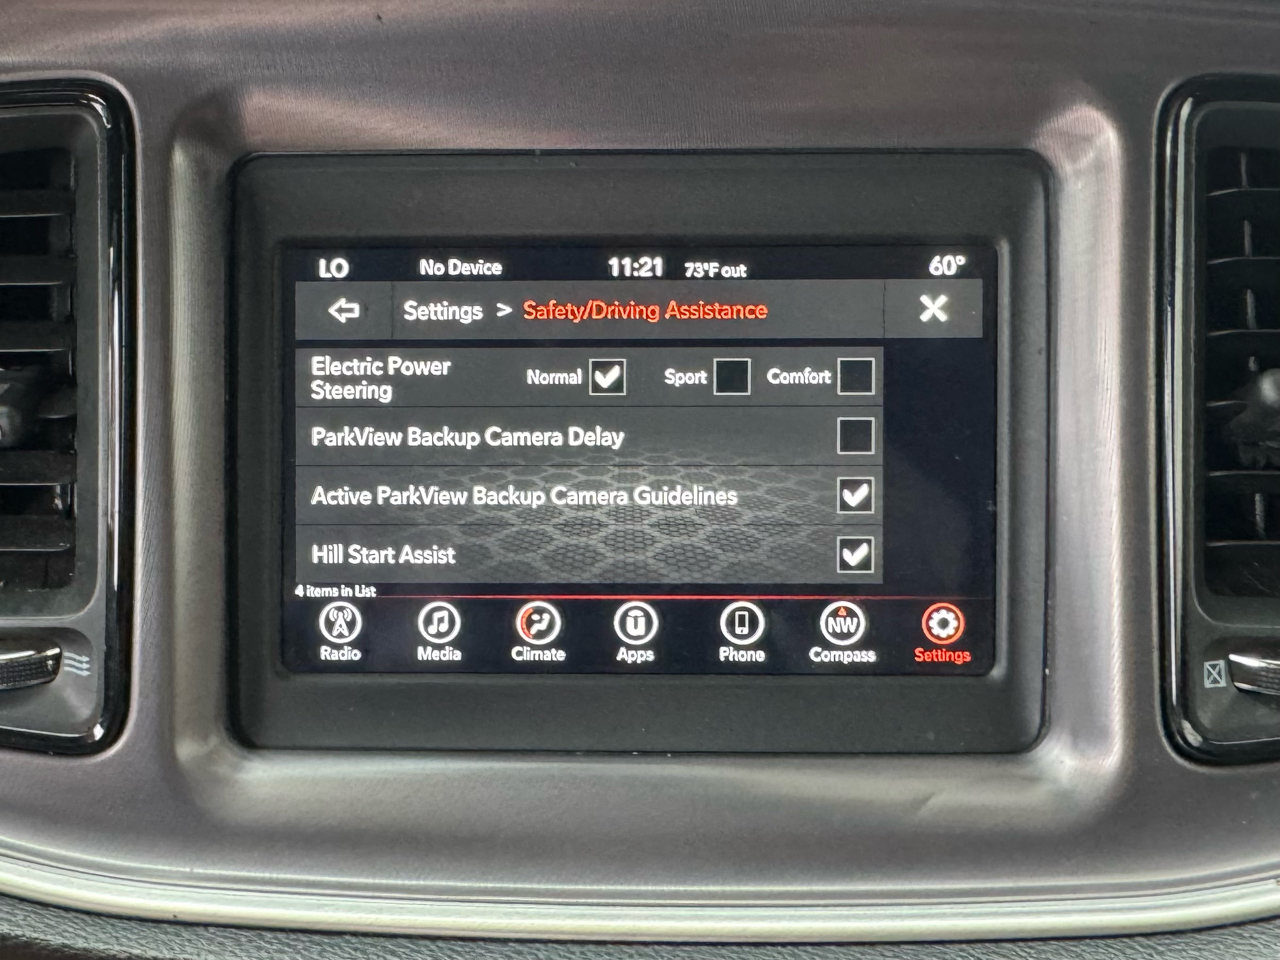 LO No Device 11:21 73°F out 60°
Settings > Safety/Driving Assistance
Electric Power
Steering
Normal Sport Comfort
ParkView Backup Camera Delay
Active ParkView Backup Camera Guidelines
Hill Start Assist
4 items in List
NW
Radio Media Climate Apps Phone Compass Settings